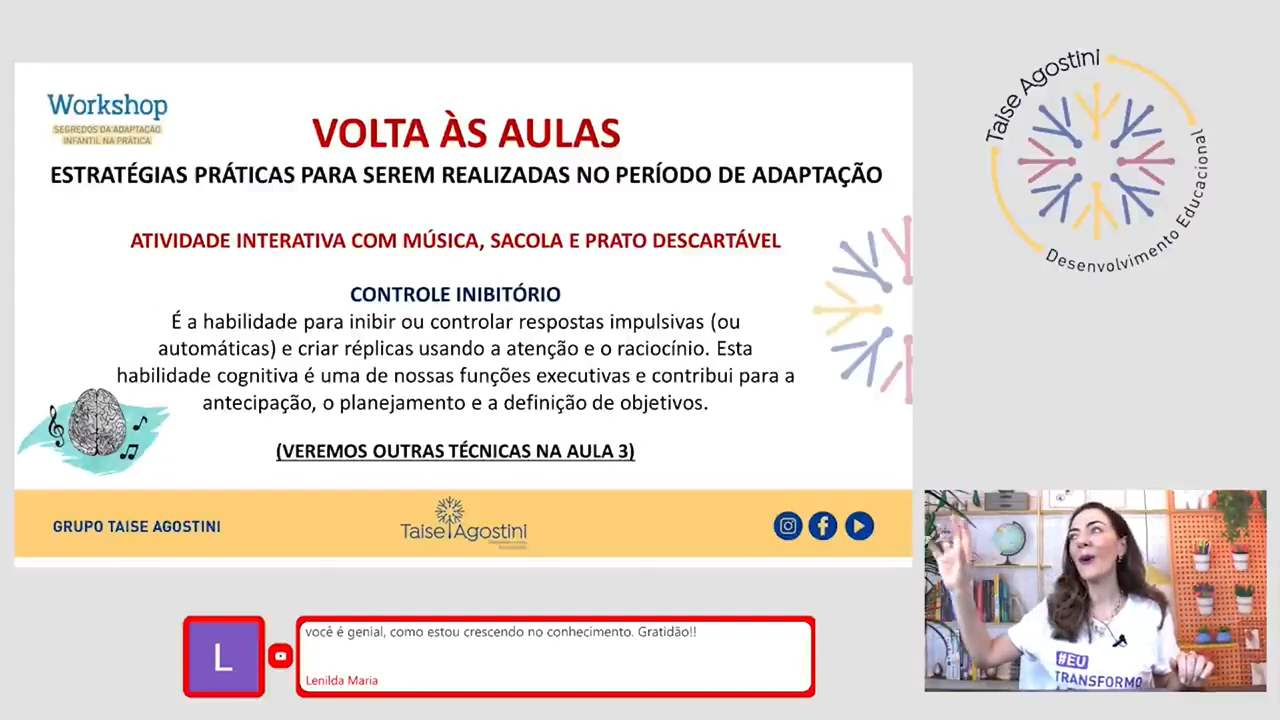 Workshop
SEGREDOS DA ADAPTAÇÃO
INFANTIL NA PRÁTICA
VOLTA ÀS AULAS
ESTRATÉGIAS PRÁTICAS PARA SEREM REALIZADAS NO PERÍODO DE ADAPTAÇÃO
ATIVIDADE INTERATIVA COM MÚSICA, SACOLA E PRATO DESCARTÁVEL
CONTROLE INIBITÓRIO
É a habilidade para inibir ou controlar respostas impulsivas (ou
automáticas) e criar réplicas usando a atenção e o raciocínio. Esta
habilidade cognitiva é uma de nossas funções executivas e contribui para a
antecipação, o planejamento e a definição de objetivos.
(VEREMOS OUTRAS TÉCNICAS NA AULA 3)
GRUPO TAISE AGOSTINI
Taise Agostini
Taise Agostini
Desenvolvimento Educacional
L
você é genial, como estou crescendo no conhecimento. Gratidão!!
Lenilda Maria
#EU
TRANSFORMO